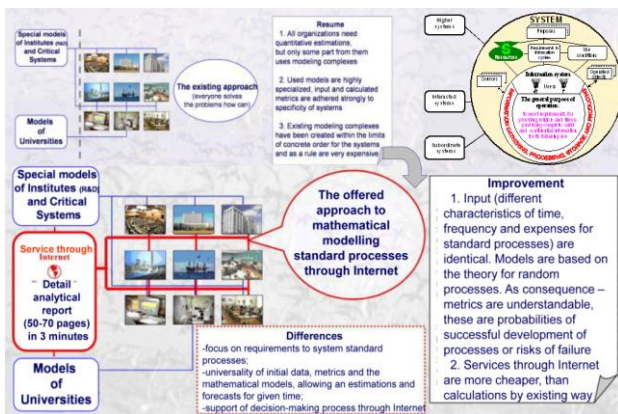 Special models
of Institutes (R&D)
and Critical
Systems
Models
of Universities
The existing approach
(everyone solves
the problems how can)
Resume
1. All organizations need
quantitative estimations,
but only some part from them
uses modeling complexes
2. Used models are highly
specialized, input and calculated
metrics are adhered strongly to
specificity of systems
3. Existing modeling complexes
have been created within the limits
of concrete order for the systems
and as a rule are very expensive
Higher
systems
Interacted
systems
Subordinate
systems
SYSTEM
Purposes
Resources
Use
conditions
Information system
Users
The general purpose of
operation:
INFORMATION GATHERING, PROCESSING, STORAGE AND PRODUCING
Special models
of Institutes (R&D)
and Critical Systems
Service through
Internet
Detail
analytical
report
(50-70 pages)
in 3 minutes
Models
of Universities
The offered
approach to
mathematical
modelling
standard processes
through Internet
Differences
-focus on requirements to system standard
processes;
-universality of initial data, metrics and the
mathematical models, allowing an estimations and
forecasts for given time;
-support of decision-making process through Internet
Improvement
1. Input (different
characteristics of time,
frequency and expenses for
standard processes) are
identical. Models are based on
the theory for random
processes. As consequence –
metrics are understandable,
these are probabilities of
successful development of
processes or risks of failure
2. Services through Internet
are more cheaper, than
calculations by existing way